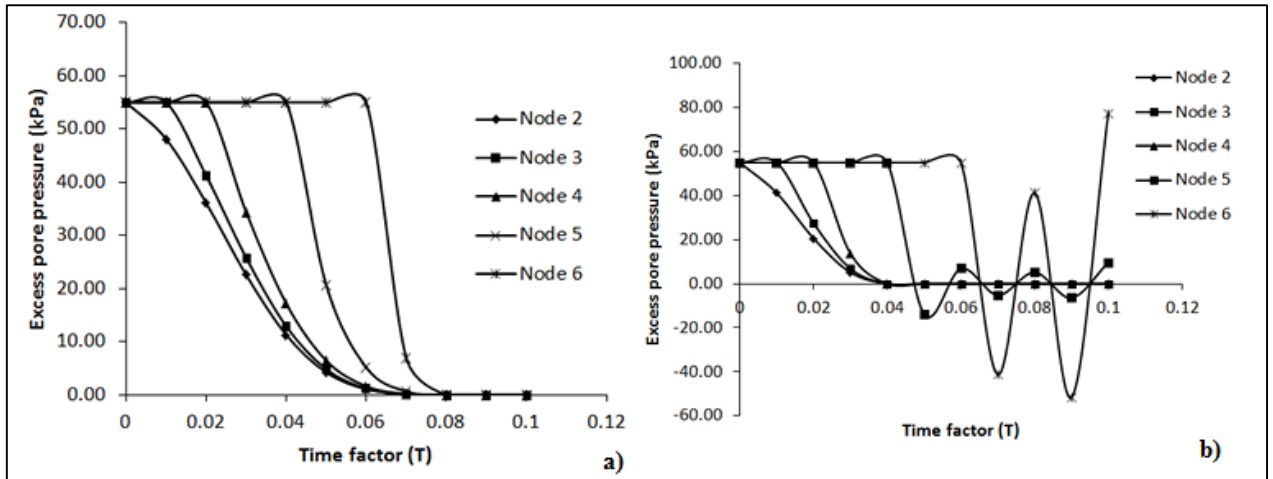 70.00
60.00
50.00
40.00
30.00
20.00
10.00
0.00
0 0.02 0.04 0.06 0.08 0.1 0.12
Excess pore pressure (kPa)
Time factor (T)
Node 2
Node 3
Node 4
Node 5
Node 6
a)
100.00
80.00
60.00
40.00
20.00
0.00
-20.00
-40.00
-60.00
0 0.02 0.04 0.06 0.08 0.1 0.12
Excess pore pressure (kPa)
Time factor (T)
Node 2
Node 3
Node 4
Node 5
Node 6
b)